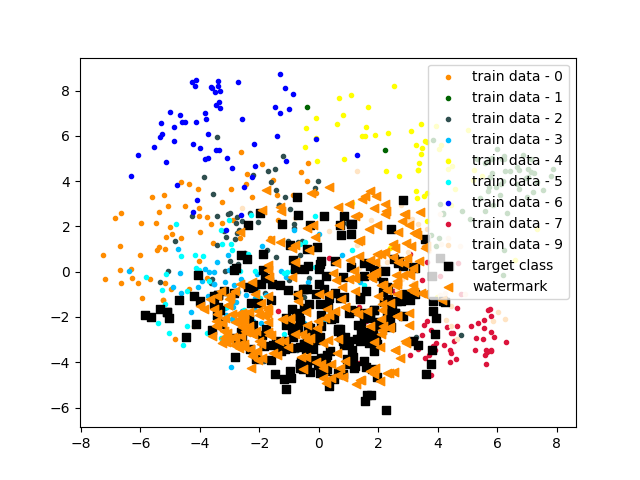 train data - 0
train data - 1
train data - 2
train data - 3
train data - 4
train data - 5
train data - 6
train data - 7
train data - 9
target class
watermark
8
6
4
2
0
−2
−4
−6
−8 −6 −4 −2 0 2 4 6 8